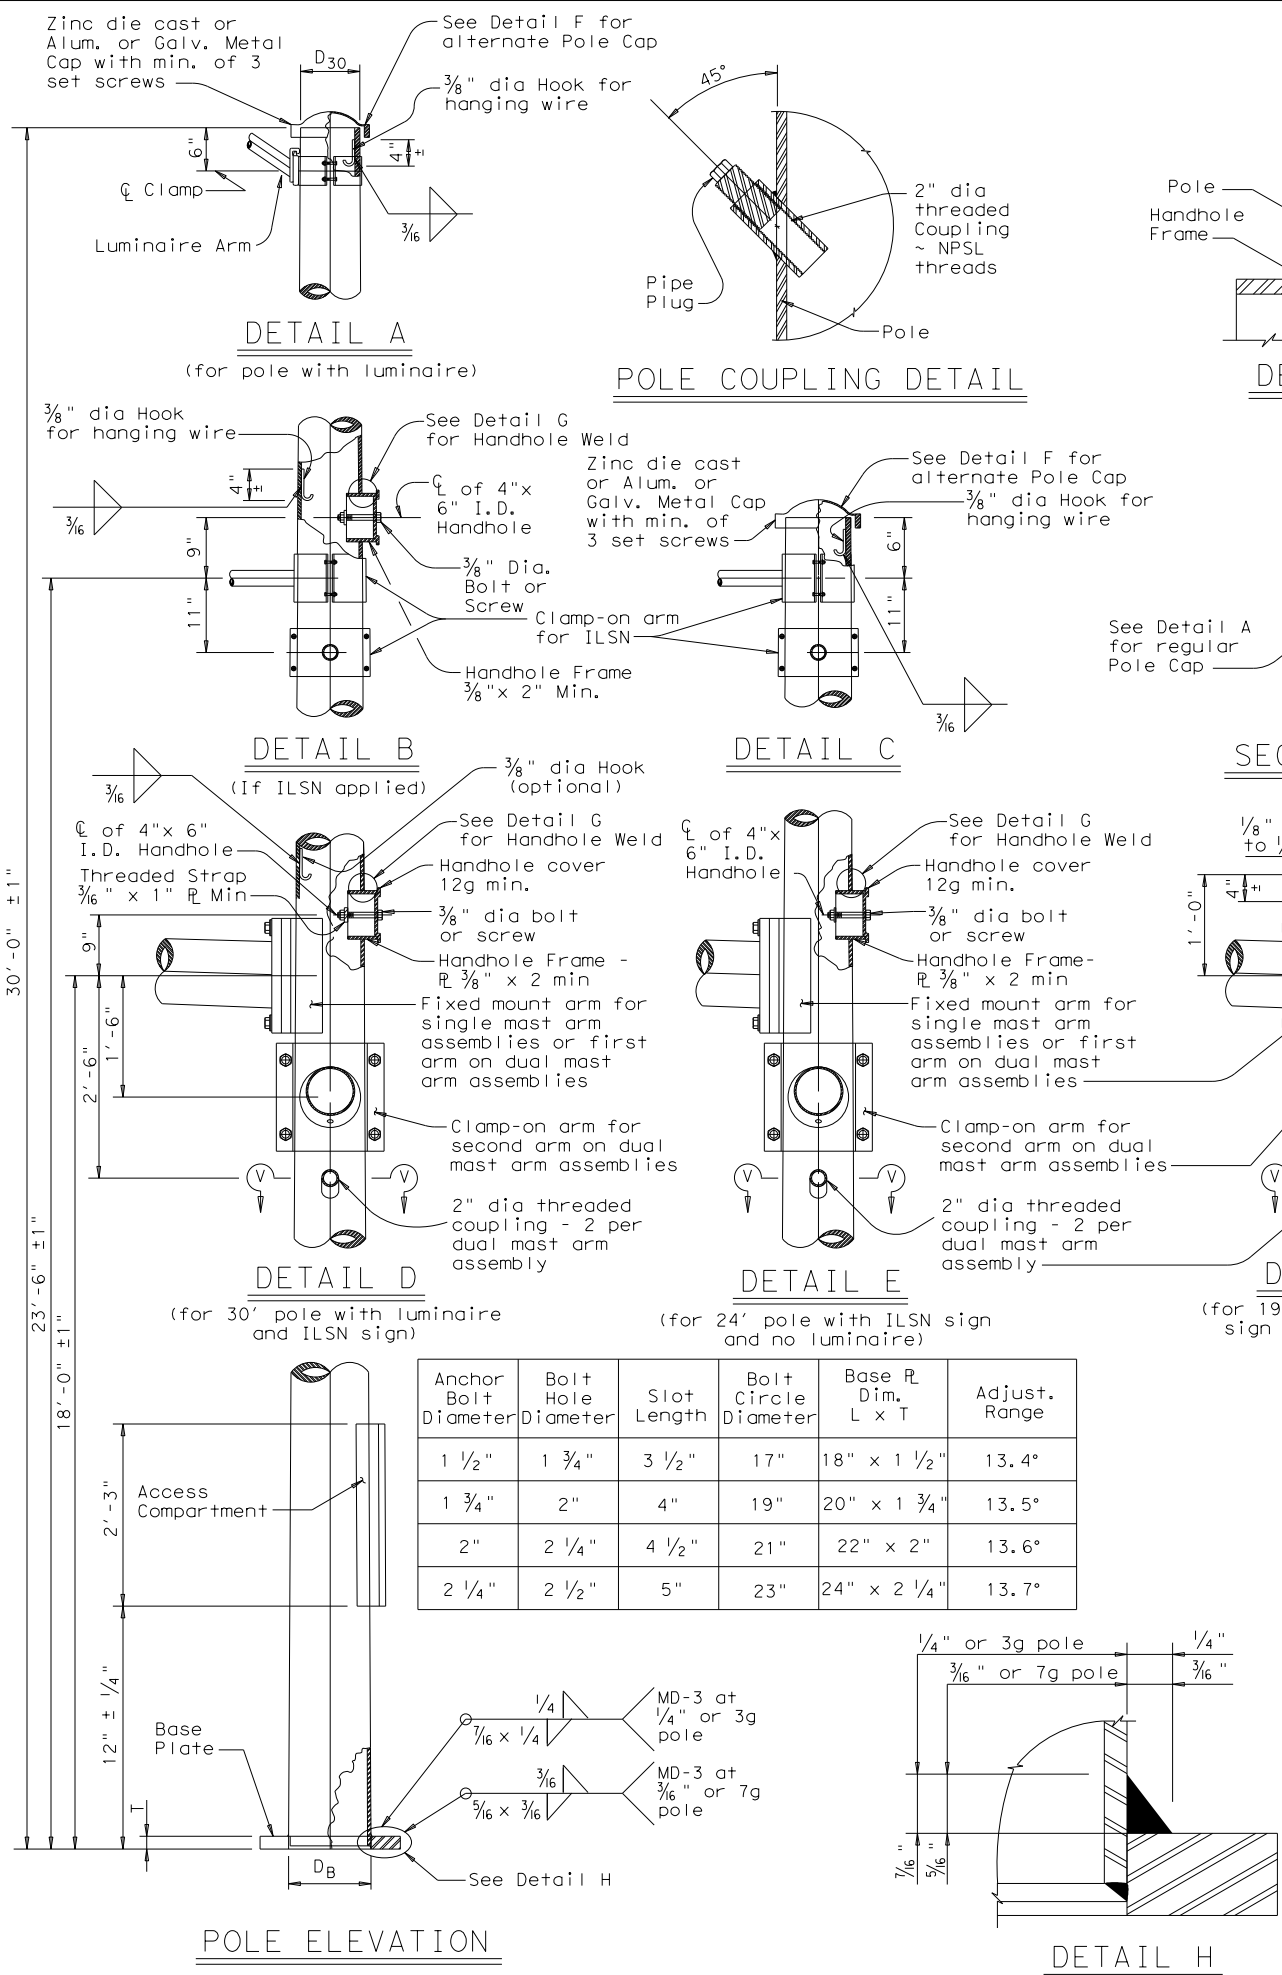 Zinc die cast or
Alum. or Galv. Metal
Cap with min. of 3
set screws
D30
See Detail F for
alternate Pole Cap
3/8" dia Hook for
hanging wire
6"
4"
±
℄ Clamp
3/16
Luminaire Arm
DETAIL A
(for pole with luminaire)
45°
2" dia
threaded
Coupling
~ NPSL
threads
Pipe
Plug
Pole
POLE COUPLING DETAIL
Pole
Handhole
Frame
3/8" dia Hook
for hanging wire
See Detail G
for Handhole Weld
4"
±
3/16
℄ of 4"x
6" I.D.
Handhole
9"
11"
3/8" Dia.
Bolt or
Screw
Clamp-on arm
for ILSN
Handhole Frame
3/8"x 2" Min.
DETAIL B
(If ILSN applied)
Zinc die cast
or Alum. or
Galv. Metal Cap
with min. of
3 set screws
See Detail F for
alternate Pole Cap
3/8" dia Hook for
hanging wire
6"
11"
3/16
DETAIL C
See Detail A
for regular
Pole Cap
3/16
3/8" dia Hook
(optional)
℄ of 4"x 6"
I.D. Handhole
Threaded Strap
3/16 " x 1" ⅊ Min
See Detail G
for Handhole Weld
Handhole cover
12g min.
3/8" dia bolt
or screw
Handhole Frame -
⅊ 3/8" x 2 min
Fixed mount arm for
single mast arm
assemblies or first
arm on dual mast
arm assemblies
9"
1'-6"
2'-6"
Clamp-on arm for
second arm on dual
mast arm assemblies
V
V
2" dia threaded
coupling - 2 per
dual mast arm
assembly
DETAIL D
(for 30' pole with luminaire
and ILSN sign)
℄ of 4"x
6" I.D.
Handhole
See Detail G
for Handhole Weld
Handhole cover
12g min.
3/8" dia bolt
or screw
Handhole Frame-
⅊ 3/8" x 2 min
Fixed mount arm for
single mast arm
assemblies or first
arm on dual mast
arm assemblies
Clamp-on arm for
second arm on dual
mast arm assemblies
V
V
2" dia threaded
coupling - 2 per
dual mast arm
assembly
DETAIL E
(for 24' pole with ILSN sign
and no luminaire)
1/8"
4"
±
1'-0"
V
(for 19
sign
30'-0" ±1"
23'-6" ±1"
18'-0" ±1"
Anchor Bolt Diameter	Bolt Hole Diameter	Slot Length	Bolt Circle Diameter	Base ⅊ Dim. L x T	Adjust. Range
1 1/2"	1 3/4"	3 1/2"	17"	18" x 1 1/2"	13.4°
1 3/4"	2"	4"	19"	20" x 1 3/4"	13.5°
2"	2 1/4"	4 1/2"	21"	22" x 2"	13.6°
2 1/4"	2 1/2"	5"	23"	24" x 2 1/4"	13.7°
2'-3"
Access
Compartment
12" ± 1/4"
Base
Plate
T
DB
1/4
7/16 x 1/4
MD-3 at
1/4" or 3g
pole
3/16
5/16 x 3/16
MD-3 at
3/16 " or 7g
pole
See Detail H
POLE ELEVATION
1/4" or 3g pole
1/4"
3/16 " or 7g pole
3/16 "
7/16 "
5/16 "
DETAIL H